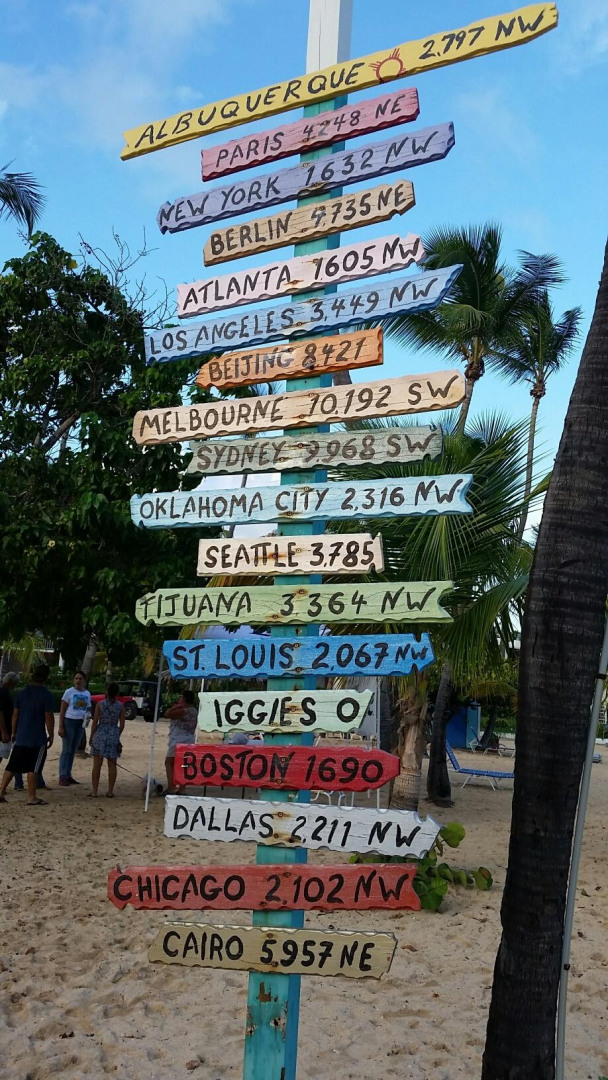 ALBUQUERQUE 2.797 NW
PARIS 4248 NE
NEW YORK 1632 NW
BERLIN 4735 NE
ATLANTA 1605 NW
LOS ANGELES 3,449 NW
BEIJING 8421
MELBOURNE 10.192 SW
SYDNEY 9.968 SW
OKLAHOMA CITY 2,316 NW
SEATTLE 3,785
TIJUANA 3.364 NW
ST. LOUIS 2,067 NW
IGGIES 0
BOSTON 1690
DALLAS 2,211 NW
CHICAGO 2,102 NW
CAIRO 5,957 NE